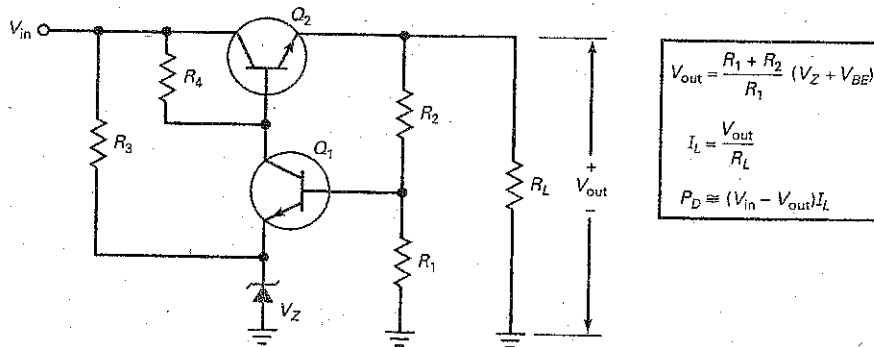 V_in
Q_2
R_4
R_3
Q_1
R_2
R_L
+
V_out
−
R_1
V_Z
V_out = (R_1 + R_2) / R_1 (V_Z + V_BE)
I_L = V_out / R_L
P_D ≅ (V_in − V_out)I_L